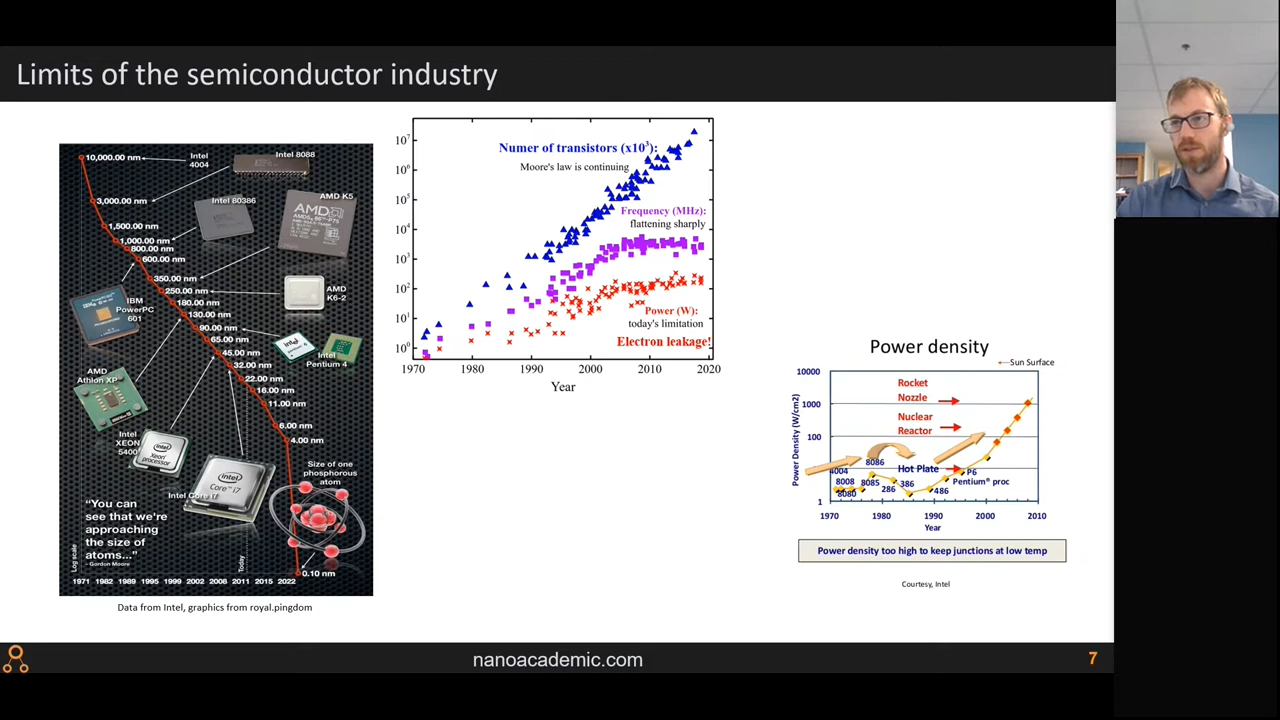 Limits of the semiconductor industry
10,000.00 nm
Intel
4004
Intel 8088
3,000.00 nm
Intel 80386
AMD K5
1,500.00 nm
1,000.00 nm
800.00 nm
600.00 nm
350.00 nm
250.00 nm
AMD
K6-2
180.00 nm
IBM
PowerPC
601
130.00 nm
90.00 nm
65.00 nm
Intel
Pentium 4
45.00 nm
32.00 nm
22.00 nm
16.00 nm
11.00 nm
AMD
Athlon XP
6.00 nm
4.00 nm
Intel
XEON
5400
Size of one
phosphorous
atom
Intel Core i7
"You can
see that we're
approaching
the size of
atoms..."
- Gordon Moore
Log scale
Today
0.10 nm
1971 1982 1989 1995 1999 2002 2008 2011 2015 2022
Data from Intel, graphics from royal.pingdom
10⁷
10⁶
10⁵
10⁴
10³
10²
10¹
10⁰
Numer of transistors (x10³):
Moore's law is continuing
Frequency (MHz):
flattening sharply
Power (W):
today's limitation
Electron leakage!
1970 1980 1990 2000 2010 2020
Year
Power density
Sun Surface
Power Density (W/cm2)
10000
1000
100
1
Rocket
Nozzle
Nuclear
Reactor
Hot Plate
4004
8008
8080
8085
8086
286
386
486
P6
Pentium® proc
1970 1980 1990 2000 2010
Year
Power density too high to keep junctions at low temp
Courtesy, Intel
nanoacademic.com
7